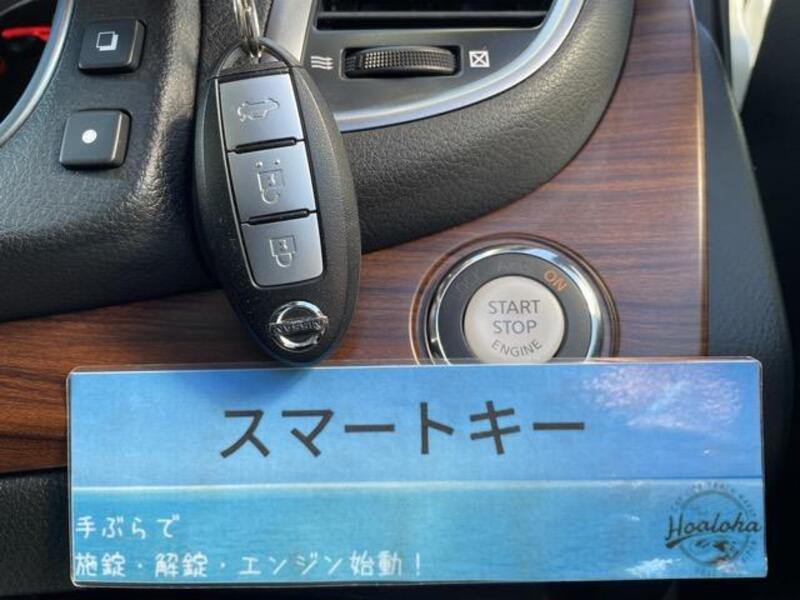 NISSAN
ON
START
STOP
ENGINE
スマートキー
手ぶらで
施錠・解錠・エンジン始動！
Hoaloha